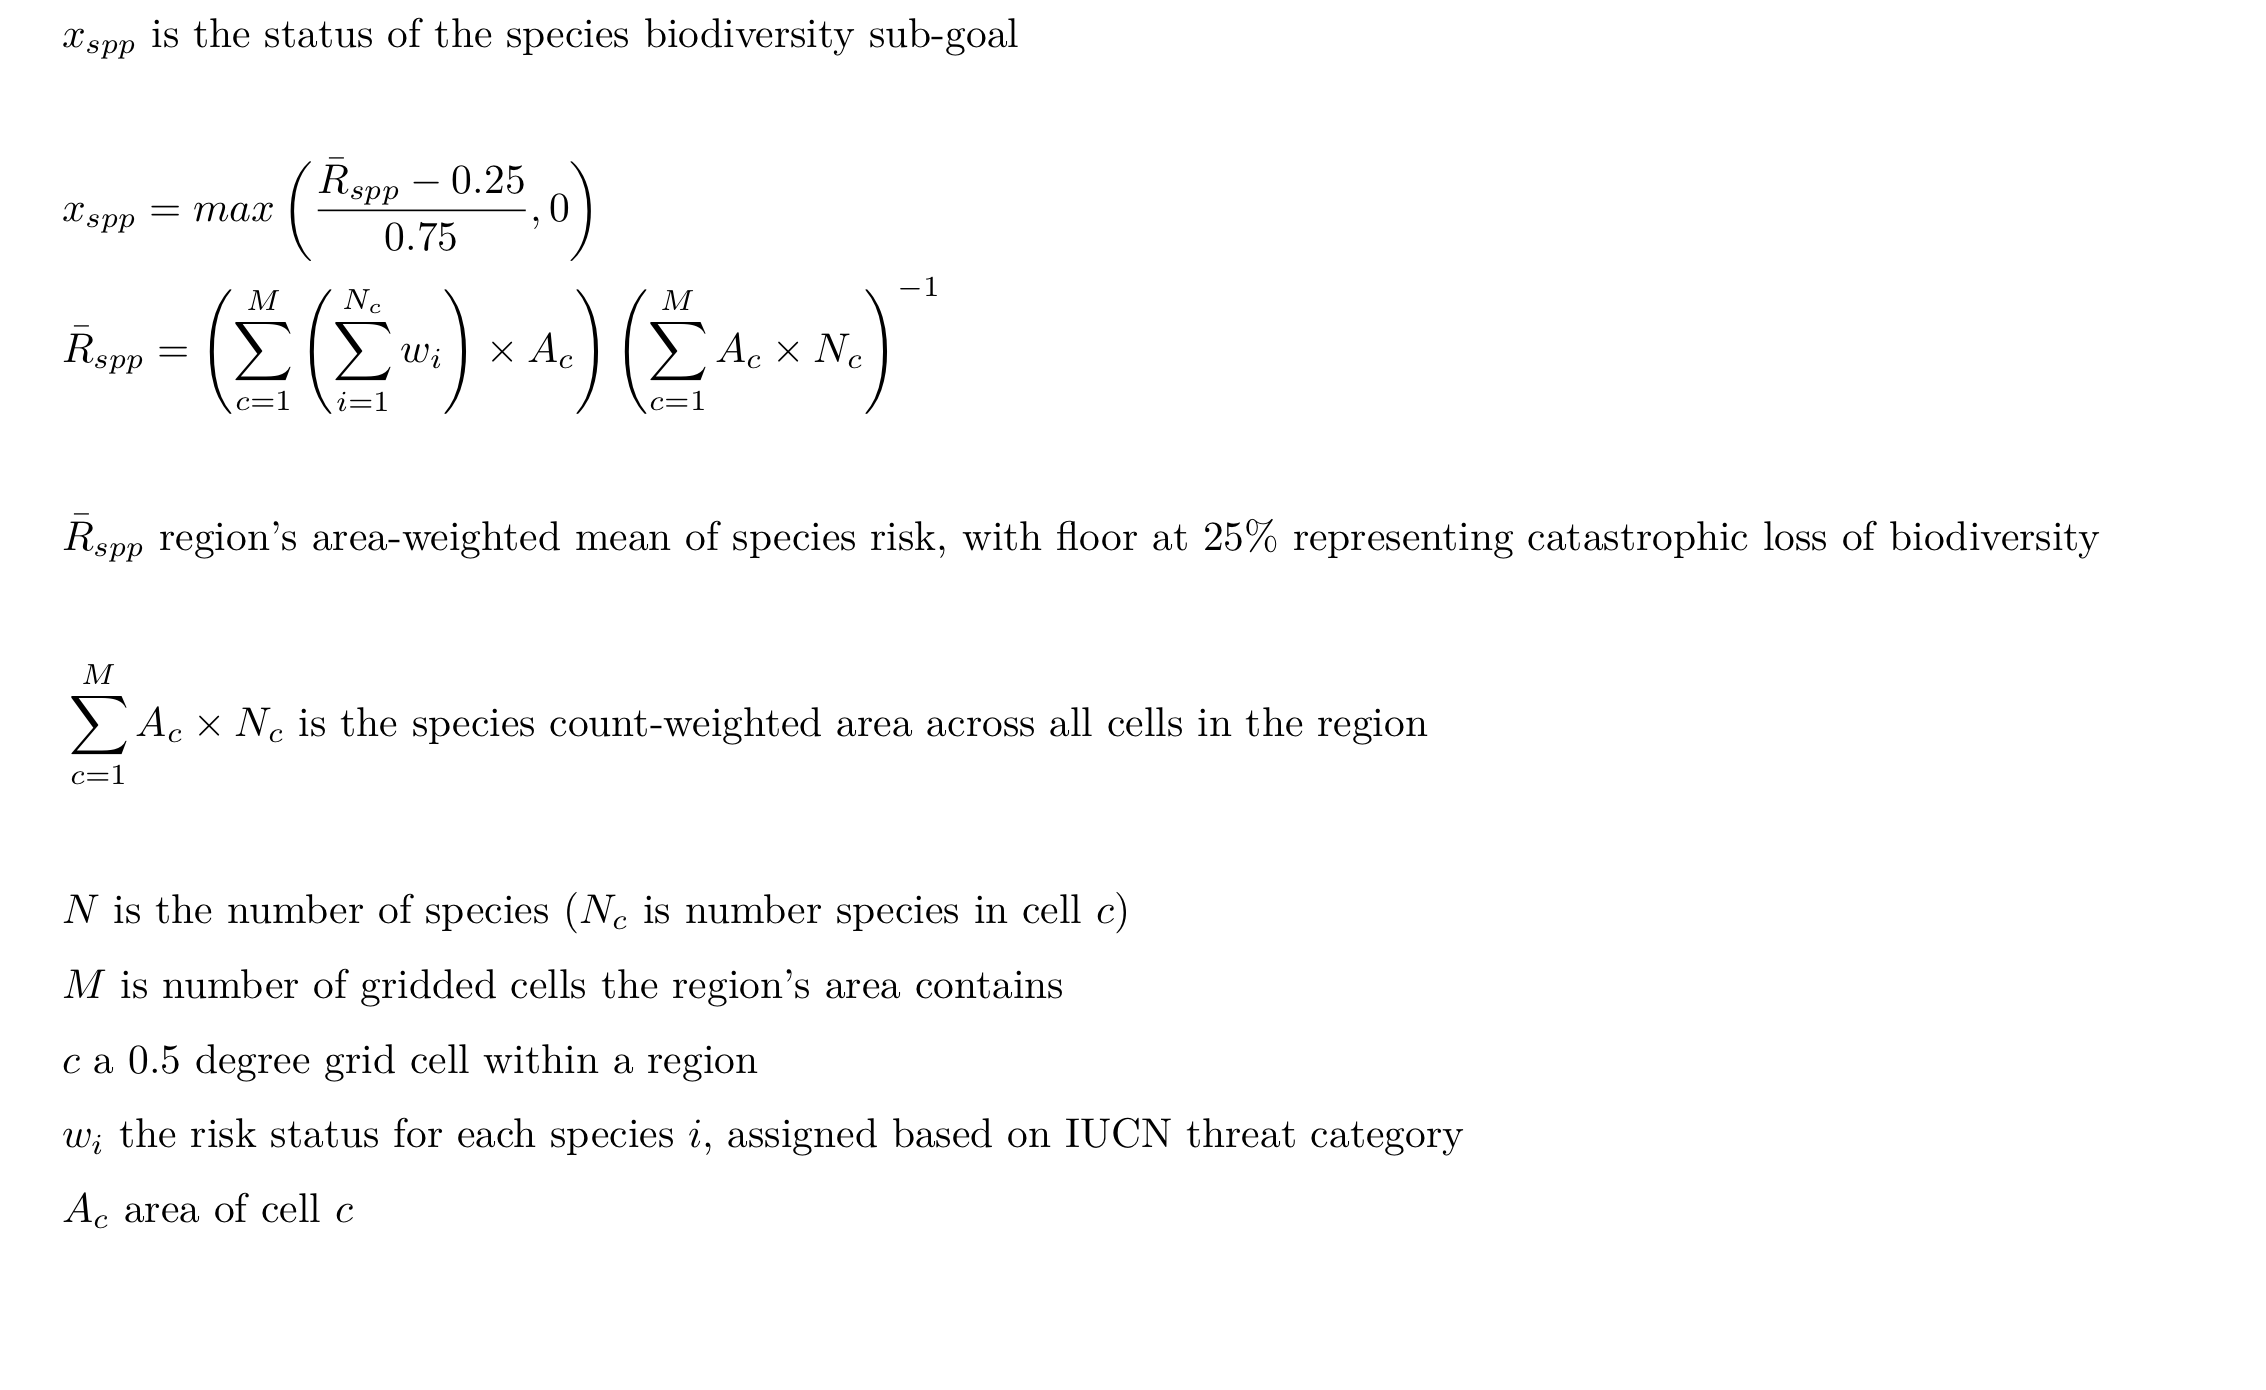 $x_{spp}$ is the status of the species biodiversity sub-goal
$x_{spp} = max\left(\frac{\bar{R}_{spp} - 0.25}{0.75}, 0\right)$
$\bar{R}_{spp} = \left(\sum_{c=1}^{M}\left(\sum_{i=1}^{N_c} w_i\right) \times A_c\right)\left(\sum_{c=1}^{M} A_c \times N_c\right)^{-1}$
$\bar{R}_{spp}$ region's area-weighted mean of species risk, with floor at 25% representing catastrophic loss of biodiversity
$\sum_{c=1}^{M} A_c \times N_c$ is the species count-weighted area across all cells in the region
$N$ is the number of species ($N_c$ is number species in cell $c$)
$M$ is number of gridded cells the region's area contains
$c$ a 0.5 degree grid cell within a region
$w_i$ the risk status for each species $i$, assigned based on IUCN threat category
$A_c$ area of cell $c$